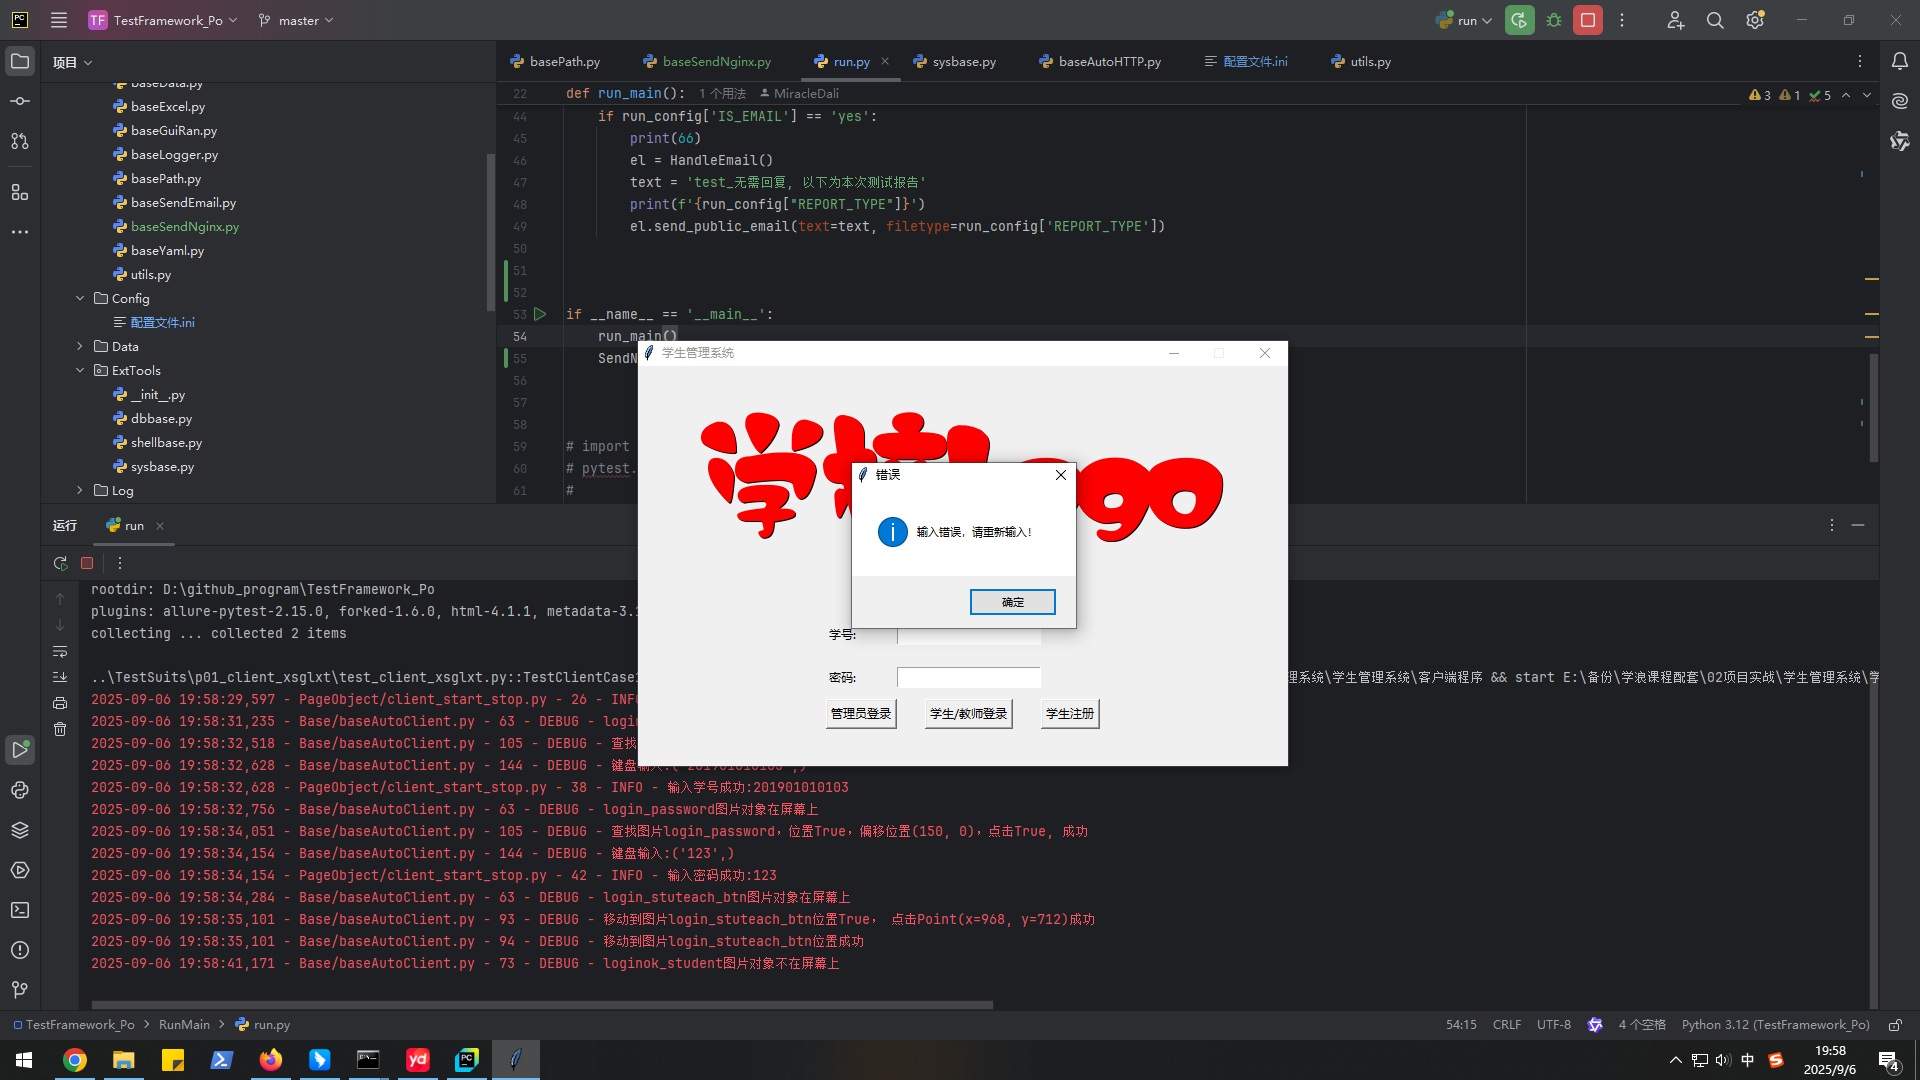 PC
TF TestFramework_Po
master
run
项目
basePath.py
baseSendNginx.py
run.py
sysbase.py
baseAutoHTTP.py
配置文件.ini
utils.py
baseData.py
baseExcel.py
baseGuiRan.py
baseLogger.py
basePath.py
baseSendEmail.py
baseSendNginx.py
baseYaml.py
utils.py
Config
配置文件.ini
Data
ExtTools
__init__.py
dbbase.py
shellbase.py
sysbase.py
Log
22 def run_main(): 1 个用法 MiracleDali
3 1 5
44 if run_config['IS_EMAIL'] == 'yes':
45 print(66)
46 el = HandleEmail()
47 text = 'test_无需回复, 以下为本次测试报告'
48 print(f'{run_config["REPORT_TYPE"]}')
49 el.send_public_email(text=text, filetype=run_config['REPORT_TYPE'])
50
51
52
53 if __name__ == '__main__':
54 run_main()
55 SendN
56
57
58
59 # import
60 # pytest.
61 #
学生管理系统
错误
输入错误，请重新输入！
确定
学号:
密码:
管理员登录
学生/教师登录
学生注册
运行
run
rootdir: D:\github_program\TestFramework_Po
plugins: allure-pytest-2.15.0, forked-1.6.0, html-4.1.1, metadata-3.1
collecting ... collected 2 items
..\TestSuits\p01_client_xsglxt\test_client_xsglxt.py::TestClientCase1
理系统\学生管理系统\客户端程序 && start E:\备份\学浪课程配套\02项目实战\学生管理系统\学
2025-09-06 19:58:29,597 - PageObject/client_start_stop.py - 26 - INFO
2025-09-06 19:58:31,235 - Base/baseAutoClient.py - 63 - DEBUG - login
2025-09-06 19:58:32,518 - Base/baseAutoClient.py - 105 - DEBUG - 查找
2025-09-06 19:58:32,628 - Base/baseAutoClient.py - 144 - DEBUG - 键盘输入:('201901010103',)
2025-09-06 19:58:32,628 - PageObject/client_start_stop.py - 38 - INFO - 输入学号成功:201901010103
2025-09-06 19:58:32,756 - Base/baseAutoClient.py - 63 - DEBUG - login_password图片对象在屏幕上
2025-09-06 19:58:34,051 - Base/baseAutoClient.py - 105 - DEBUG - 查找图片login_password，位置True，偏移位置(150, 0)，点击True, 成功
2025-09-06 19:58:34,154 - Base/baseAutoClient.py - 144 - DEBUG - 键盘输入:('123',)
2025-09-06 19:58:34,154 - PageObject/client_start_stop.py - 42 - INFO - 输入密码成功:123
2025-09-06 19:58:34,284 - Base/baseAutoClient.py - 63 - DEBUG - login_stuteach_btn图片对象在屏幕上
2025-09-06 19:58:35,101 - Base/baseAutoClient.py - 93 - DEBUG - 移动到图片login_stuteach_btn位置True， 点击Point(x=968, y=712)成功
2025-09-06 19:58:35,101 - Base/baseAutoClient.py - 94 - DEBUG - 移动到图片login_stuteach_btn位置成功
2025-09-06 19:58:41,171 - Base/baseAutoClient.py - 73 - DEBUG - loginok_student图片对象不在屏幕上
TestFramework_Po > RunMain > run.py
54:15 CRLF UTF-8 4 个空格 Python 3.12 (TestFramework_Po)
yd
PC
中
19:58
2025/9/6
4